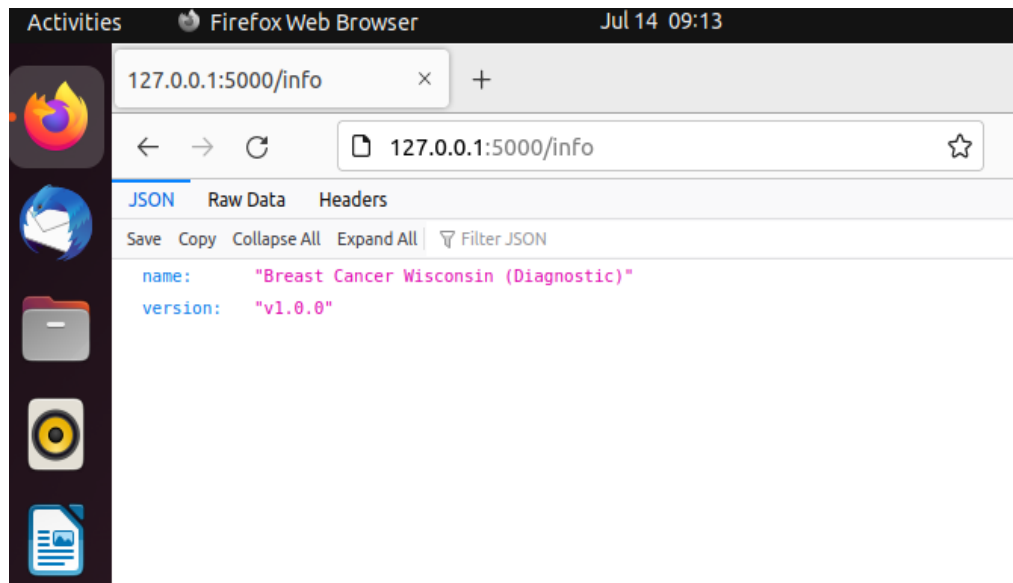 Activities Firefox Web Browser Jul 14 09:13
127.0.0.1:5000/info
127.0.0.1:5000/info
JSON Raw Data Headers
Save Copy Collapse All Expand All Filter JSON
name: "Breast Cancer Wisconsin (Diagnostic)"
version: "v1.0.0"